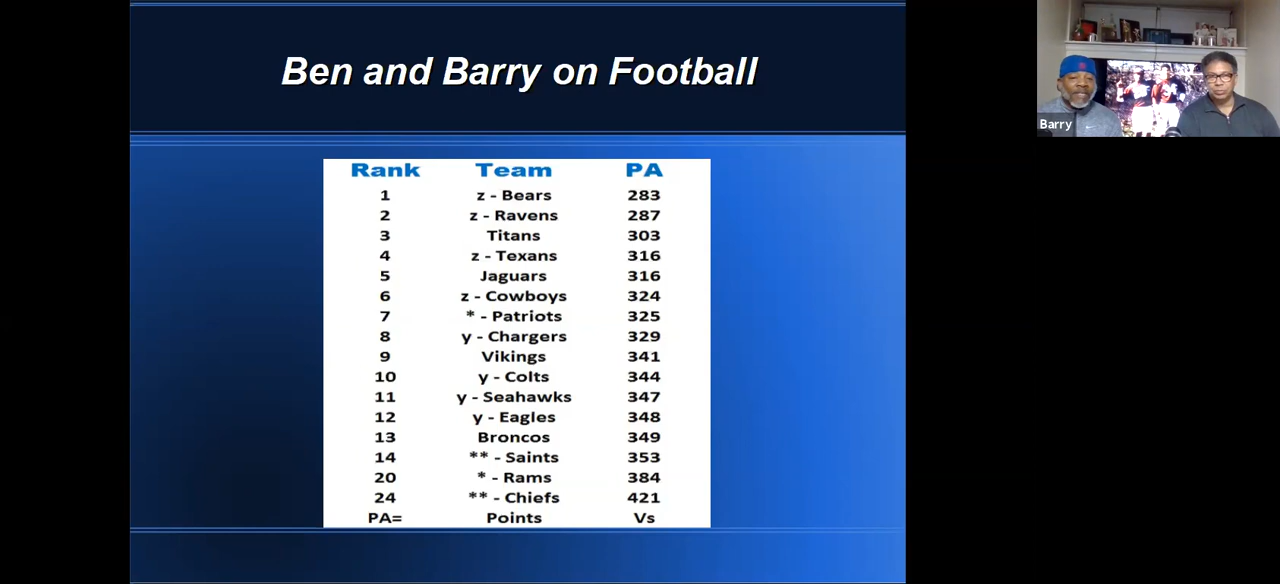 Ben and Barry on Football
Barry
Rank Team PA
1 z - Bears 283
2 z - Ravens 287
3 Titans 303
4 z - Texans 316
5 Jaguars 316
6 z - Cowboys 324
7 * - Patriots 325
8 y - Chargers 329
9 Vikings 341
10 y - Colts 344
11 y - Seahawks 347
12 y - Eagles 348
13 Broncos 349
14 ** - Saints 353
20 * - Rams 384
24 ** - Chiefs 421
PA= Points Vs